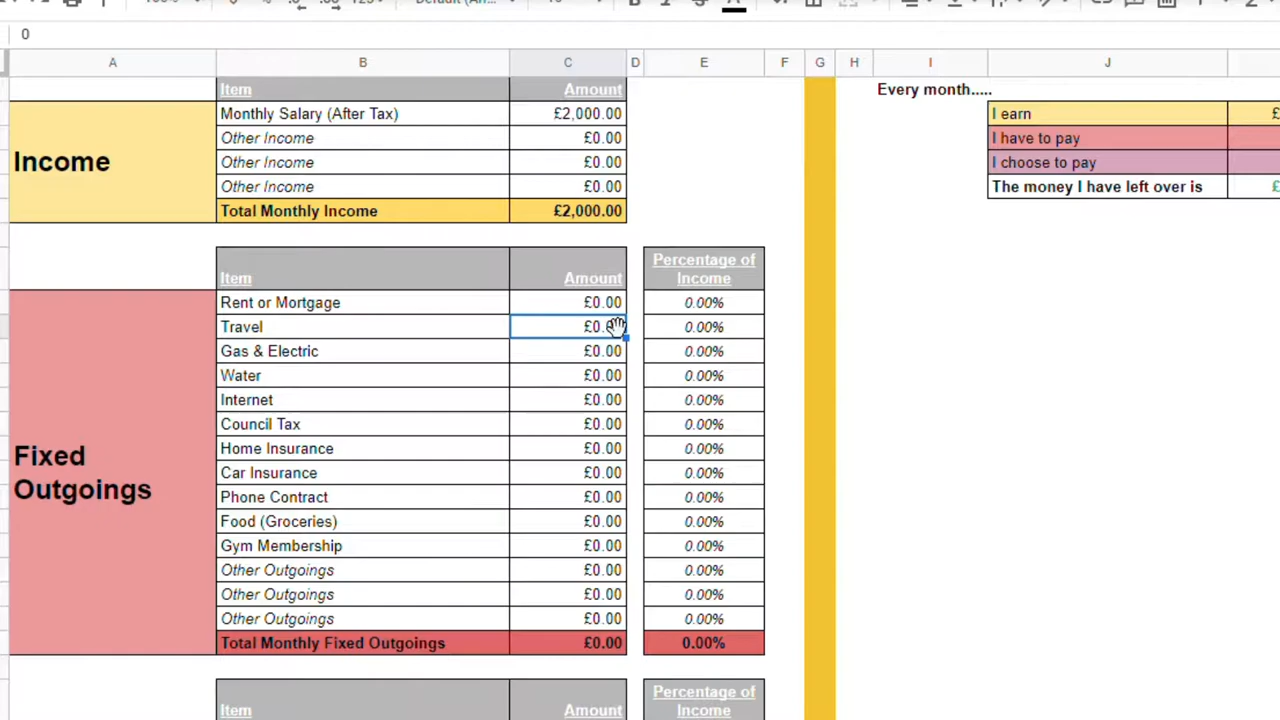 0
A B C D E F G H I J
Item Amount Every month.....
Monthly Salary (After Tax) £2,000.00 I earn £
Other Income £0.00 I have to pay
Income Other Income £0.00 I choose to pay
Other Income £0.00 The money I have left over is £
Total Monthly Income £2,000.00
Item Amount Percentage of
Income
Rent or Mortgage £0.00 0.00%
Travel 0.00%
Gas & Electric £0.00 0.00%
Water £0.00 0.00%
Internet £0.00 0.00%
Council Tax £0.00 0.00%
Fixed
Outgoings
Home Insurance £0.00 0.00%
Car Insurance £0.00 0.00%
Phone Contract £0.00 0.00%
Food (Groceries) £0.00 0.00%
Gym Membership £0.00 0.00%
Other Outgoings £0.00 0.00%
Other Outgoings £0.00 0.00%
Other Outgoings £0.00 0.00%
Total Monthly Fixed Outgoings £0.00 0.00%
Item Amount Percentage of
Income